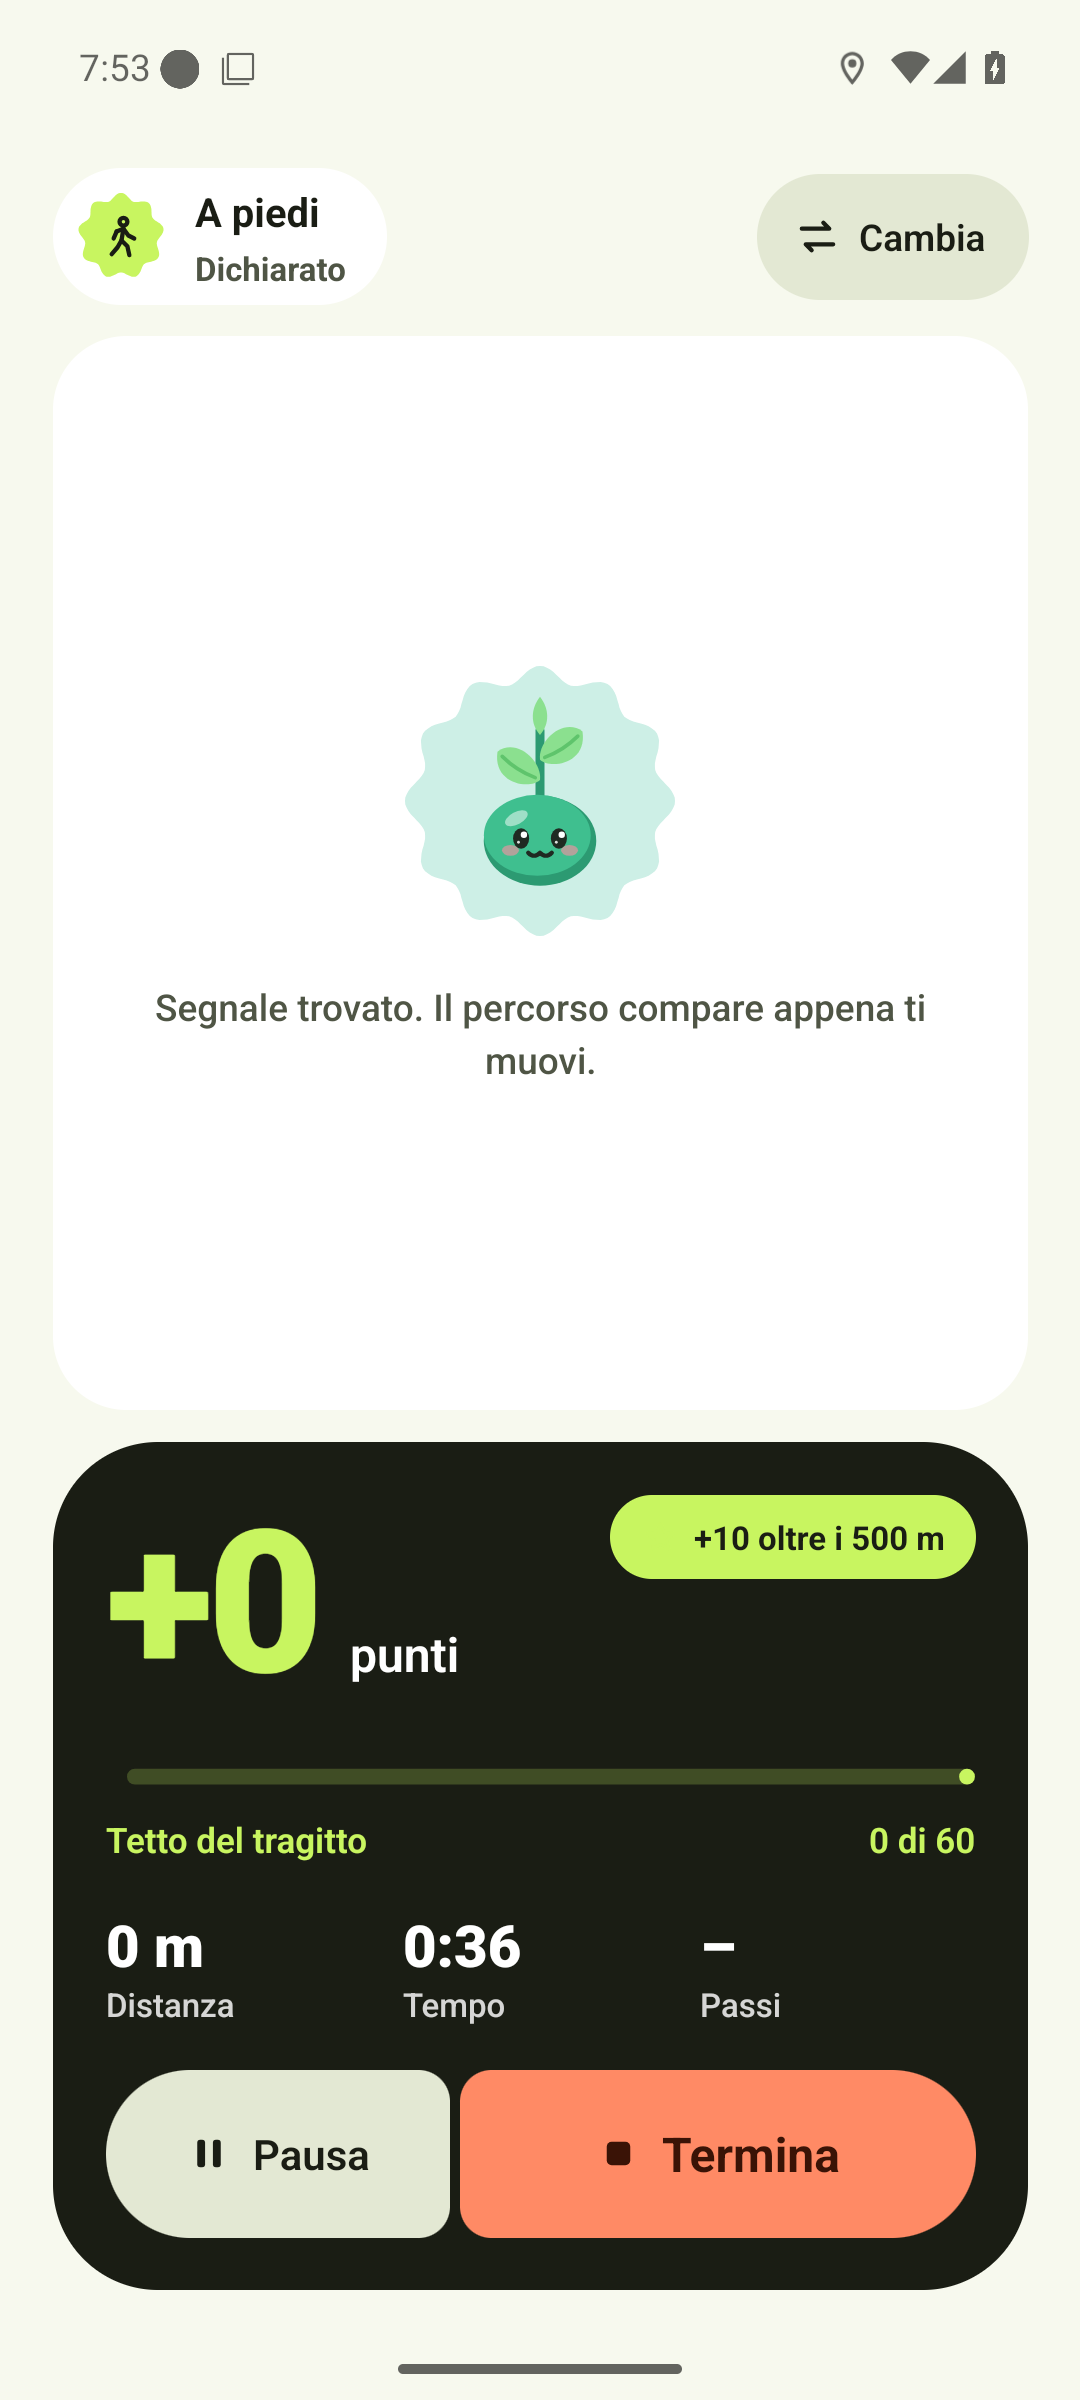 7:53
A piedi
Dichiarato
Cambia
Segnale trovato. Il percorso compare appena ti
muovi.
+10 oltre i 500 m
+0 punti
Tetto del tragitto
0 di 60
0 m
0:36
–
Distanza
Tempo
Passi
Pausa
Termina